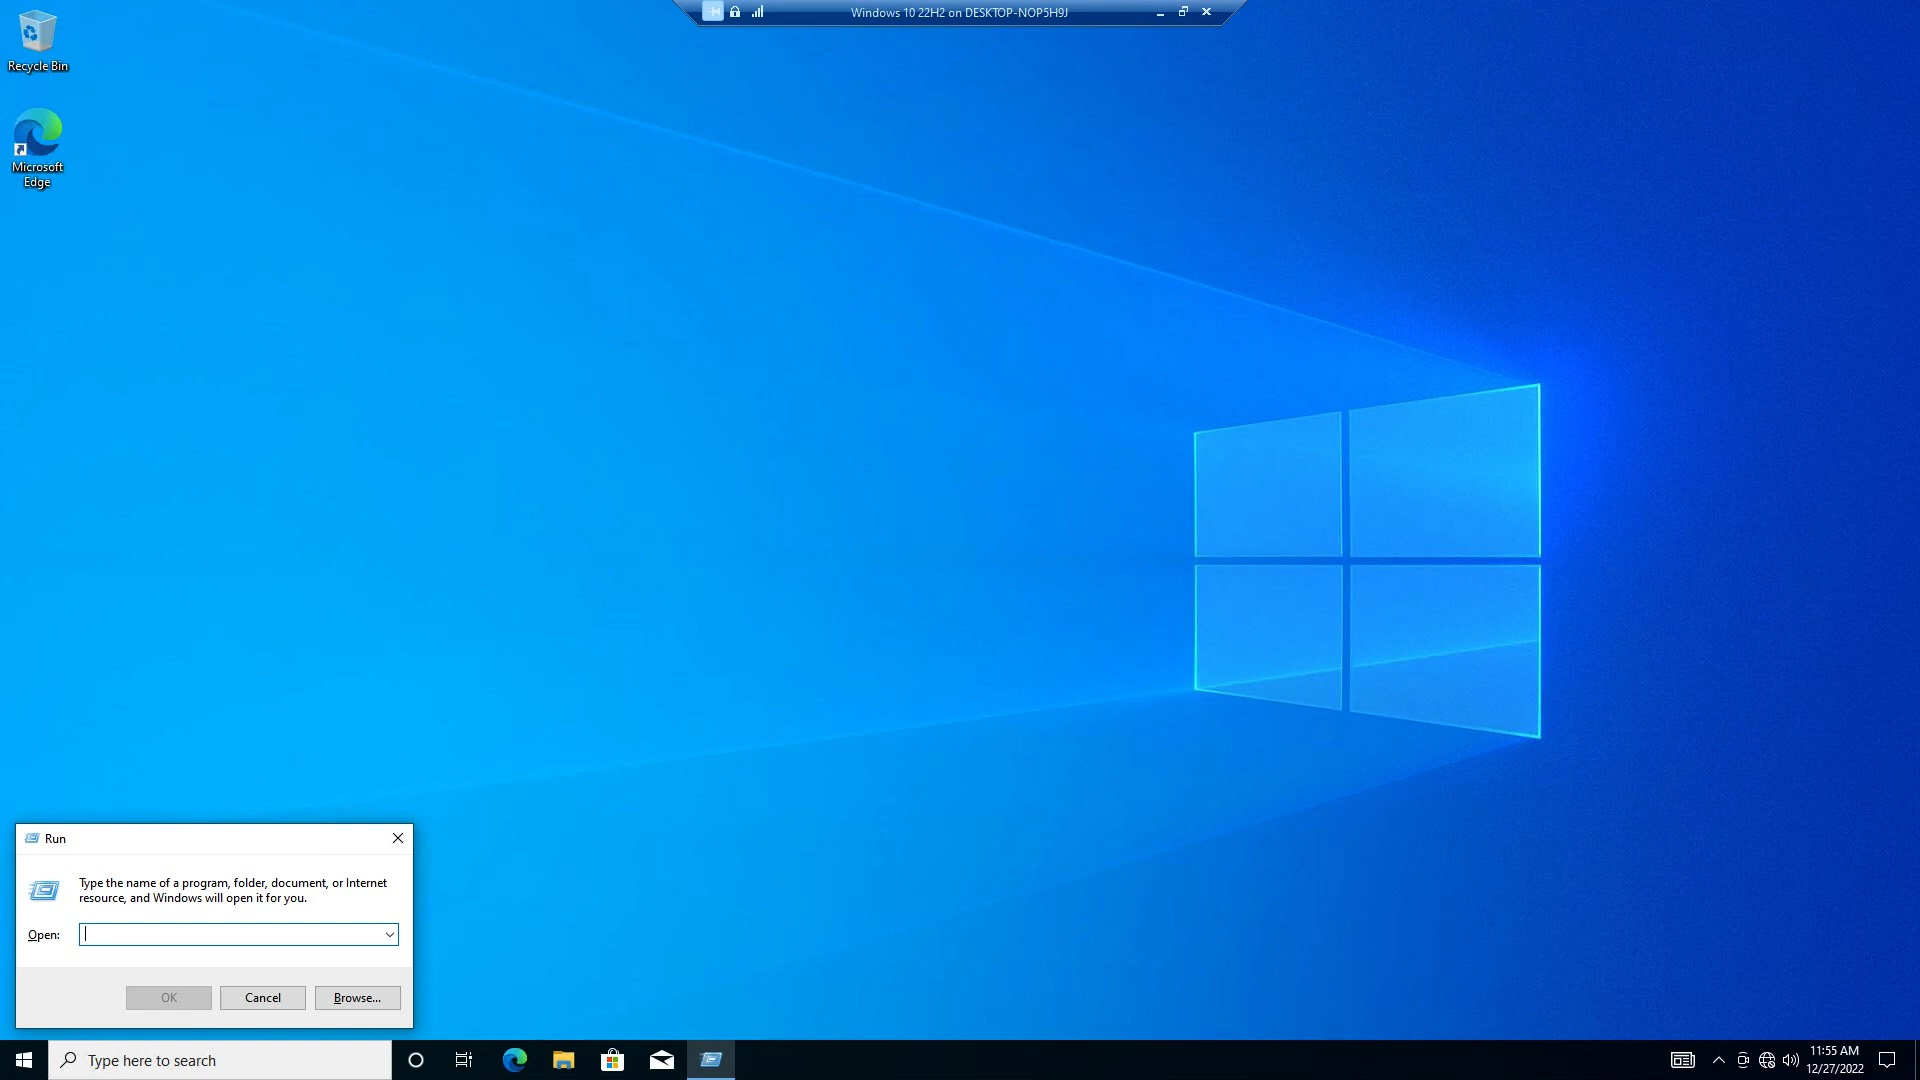 Windows 10 22H2 on DESKTOP-NOP5H9J
Recycle Bin
Microsoft
Edge
Run
Type the name of a program, folder, document, or Internet
resource, and Windows will open it for you.
Open:
OK
Cancel
Browse...
Type here to search
11:55 AM
12/27/2022